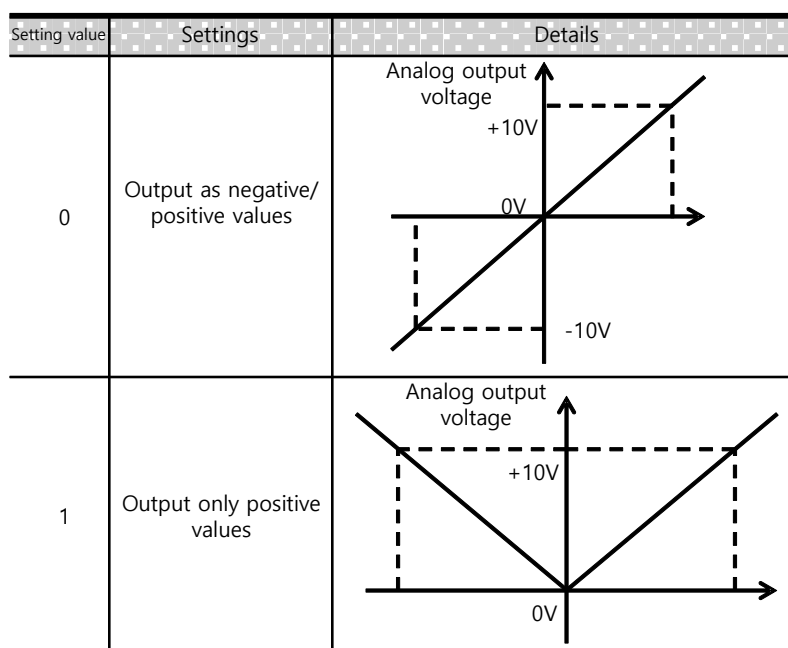 Setting value Settings Details
Analog output
voltage
+10V
0
Output as negative/
positive values
0V
-10V
Analog output
voltage
+10V
1
Output only positive
values
0V